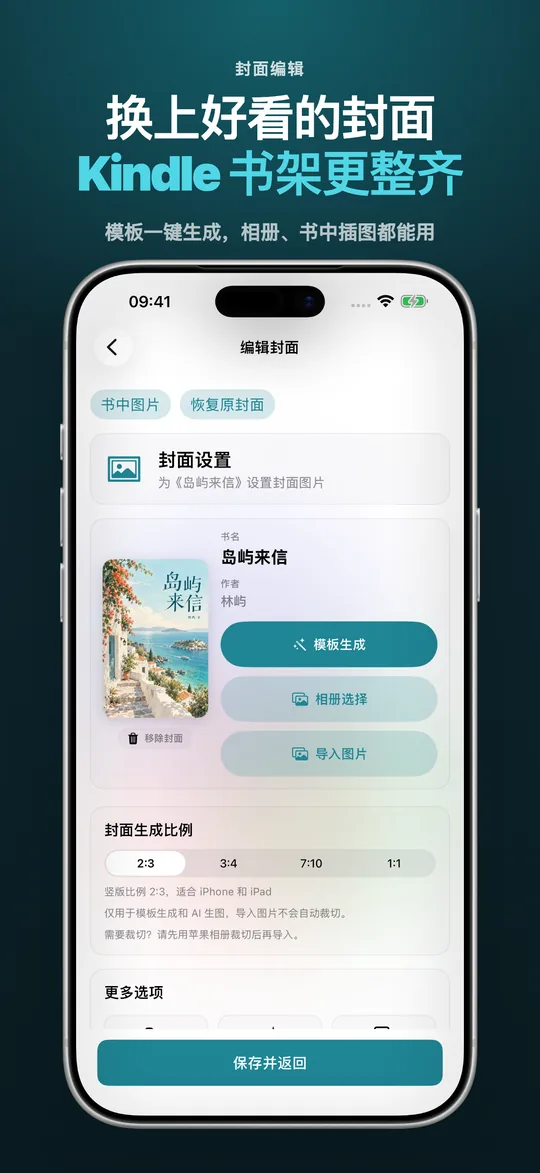 封面编辑
换上好看的封面
Kindle 书架更整齐
模板一键生成，相册、书中插图都能用
09:41
编辑封面
书中图片
恢复原封面
封面设置
为《岛屿来信》设置封面图片
书名
岛屿来信
作者
林屿
岛屿
来信
模板生成
相册选择
移除封面
导入图片
封面生成比例
2:3
3:4
7:10
1:1
竖版比例 2:3，适合 iPhone 和 iPad
仅用于模板生成和 AI 生图，导入图片不会自动裁切。
需要裁切？请先用苹果相册裁切后再导入。
更多选项
保存并返回